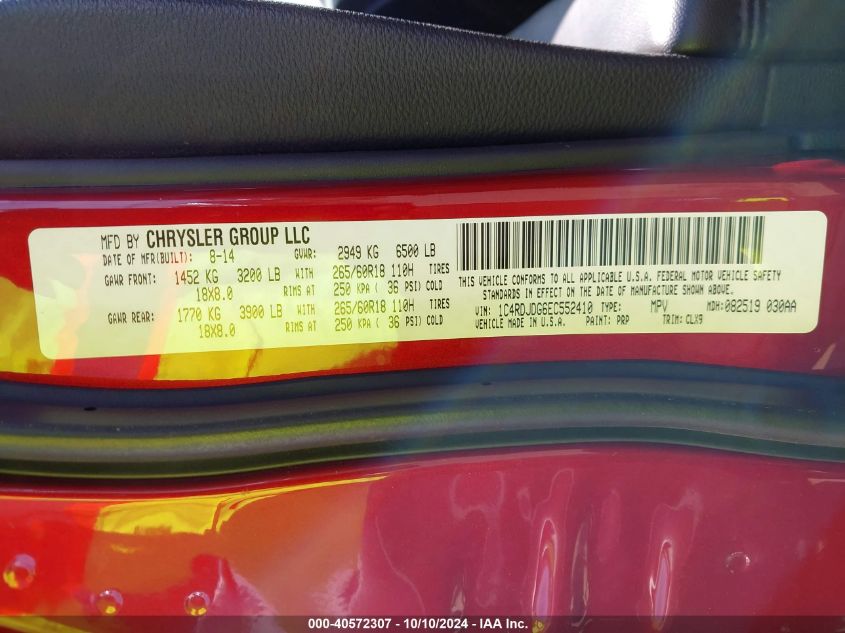 MFD BY CHRYSLER GROUP LLC
DATE OF MFR(BUILT): 8-14 GVWR: 2949 KG 6500 LB
GAWR FRONT: 1452 KG 3200 LB WITH 265/60R18 110H TIRES
18X8.0 RIMS AT 250 KPA ( 36 PSI) COLD
GAWR REAR: 1770 KG 3900 LB WITH 265/60R18 110H TIRES
18X8.0 RIMS AT 250 KPA ( 36 PSI) COLD
THIS VEHICLE CONFORMS TO ALL APPLICABLE U.S.A. FEDERAL MOTOR VEHICLE SAFETY
STANDARDS IN EFFECT ON THE DATE OF MANUFACTURE SHOWN ABOVE.
VIN: 1C4RDJDG6EC552410 TYPE: MPV MDH: 082519 030AA
VEHICLE MADE IN U.S.A. PAINT: PRP TRIM: CLX9
000-40572307 - 10/10/2024 - IAA Inc.